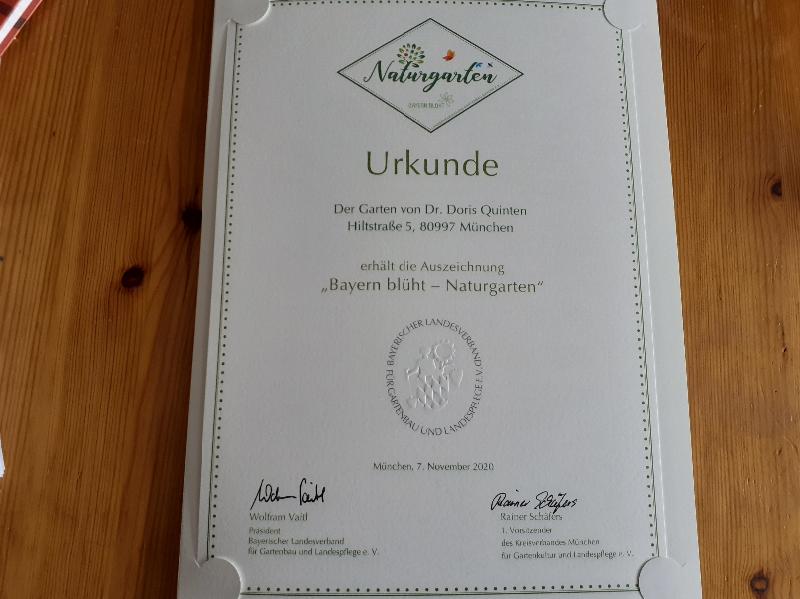 Naturgarten
BAYERN BLÜHT
Urkunde
Der Garten von Dr. Doris Quinten
Hiltstraße 5, 80997 München
erhält die Auszeichnung
„Bayern blüht – Naturgarten“
BAYERISCHER LANDESVERBAND
FÜR GARTENBAU UND LANDESPFLEGE E.V.
München, 7. November 2020
Wolfram Vaitl
Präsident
Bayerischer Landesverband
für Gartenbau und Landespflege e. V.
Rainer Schäfers
Rainer Schäfers
1. Vorsitzender
des Kreisverbandes München
für Gartenkultur und Landespflege e. V.